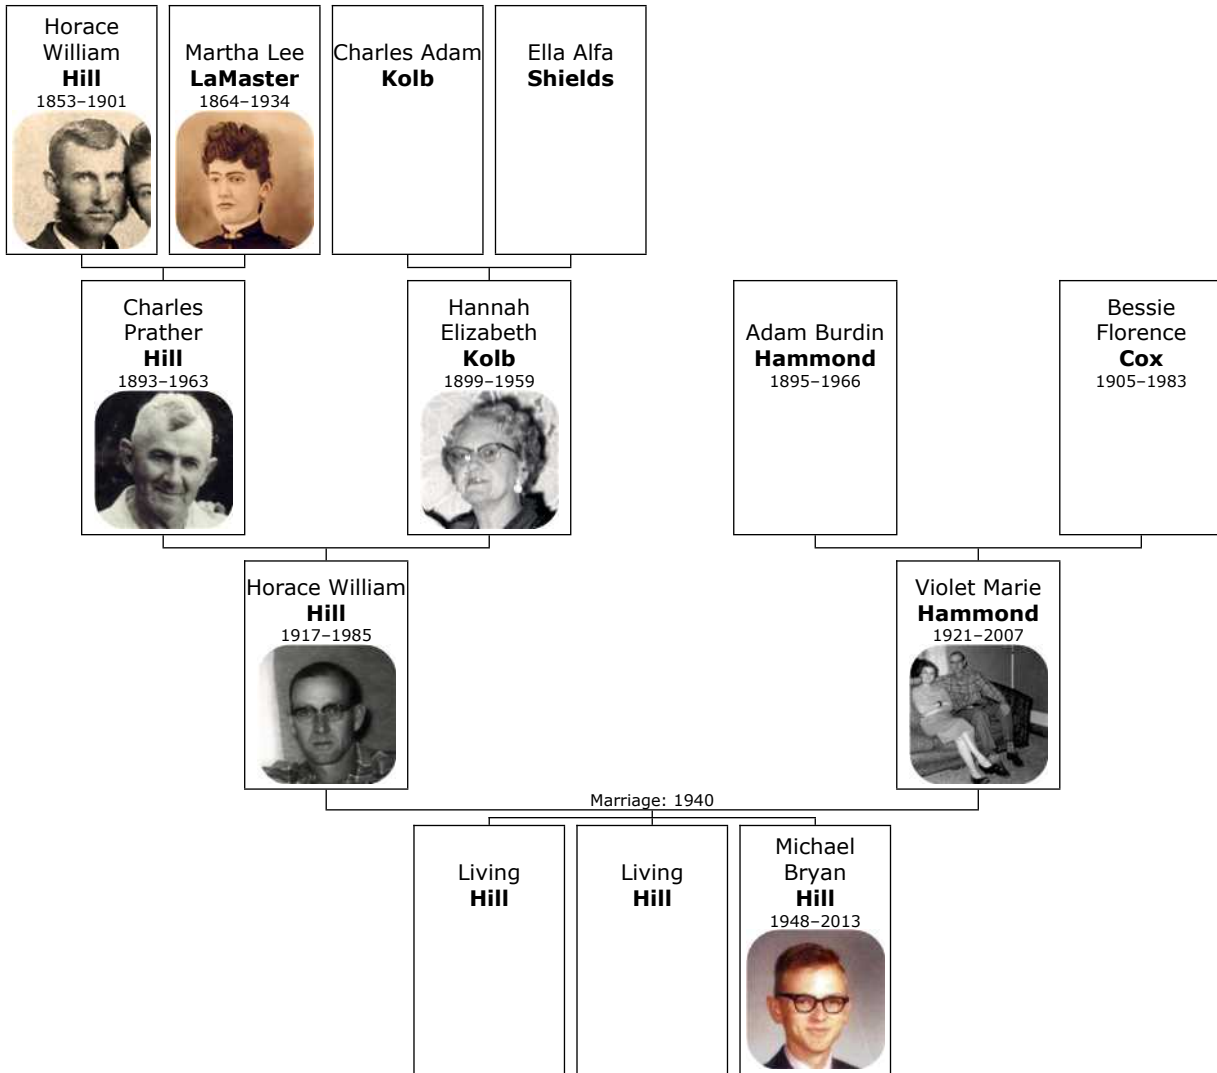 Horace
William
Hill
1853–1901
Martha Lee
LaMaster
1864–1934
Charles Adam
Kolb
Ella Alfa
Shields
Charles
Prather
Hill
1893–1963
Hannah
Elizabeth
Kolb
1899–1959
Adam Burdin
Hammond
1895–1966
Bessie
Florence
Cox
1905–1983
Horace William
Hill
1917–1985
Violet Marie
Hammond
1921–2007
Marriage: 1940
Living
Hill
Living
Hill
Michael
Bryan
Hill
1948–2013